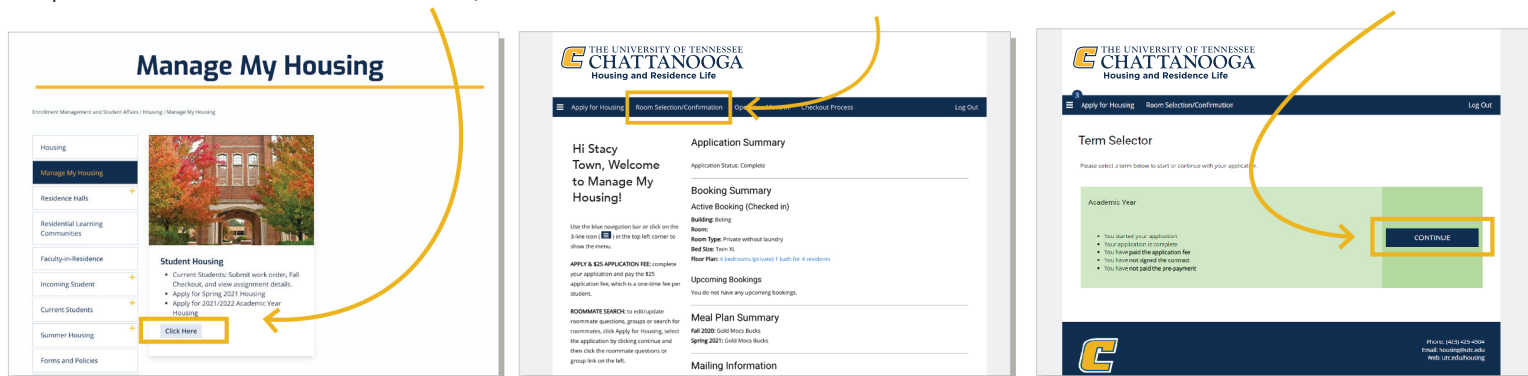 Manage My Housing
Enrollment Management and Student Affairs / Housing / Manage My Housing
Housing
Manage My Housing
Residence Halls
Residential Learning
Communities
Faculty-in-Residence
Incoming Student
Current Students
Summer Housing
Forms and Policies
Student Housing
• Current Students: Submit work order, Fall
Checkout, and view assignment details.
• Apply for Spring 2021 Housing
• Apply for 2021/2022 Academic Year
Housing
Click Here
THE UNIVERSITY OF TENNESSEE
CHATTANOOGA
Housing and Residence Life
Apply for Housing Room Selection/Confirmation Checkout Process Log Out
Hi Stacy
Town, Welcome
to Manage My
Housing!
Use the blue navigation bar or click on the
3-line icon ( ) in the top left corner to
show the menu.
APPLY & $25 APPLICATION FEE: complete
your application and pay the $25
application fee, which is a one-time fee per
student.
ROOMMATE SEARCH: to edit/update
roommate questions, groups or search for
roommates, click Apply for Housing, select
the application by clicking continue and
then click the roommate questions or
group link on the left.
Application Summary
Application Status: Complete
Booking Summary
Active Booking (Checked in)
Building: Boling
Room:
Room Type: Private without laundry
Bed Size: Twin XL
Floor Plan: 4 bedrooms (private) 1 bath for 4 residents
Upcoming Bookings
You do not have any upcoming bookings.
Meal Plan Summary
Fall 2020: Gold Mocs Bucks
Spring 2021: Gold Mocs Bucks
Mailing Information
THE UNIVERSITY OF TENNESSEE
CHATTANOOGA
Housing and Residence Life
3
Apply for Housing Room Selection/Confirmation Log Out
Term Selector
Please select a term below to start or continue with your application.
Academic Year
• You started your application
• Your application is complete
• You have paid the application fee
• You have not signed the contract
• You have not paid the pre-payment
CONTINUE
Phone: (423) 425-4304
Email: housing@utc.edu
Web: utc.edu/housing